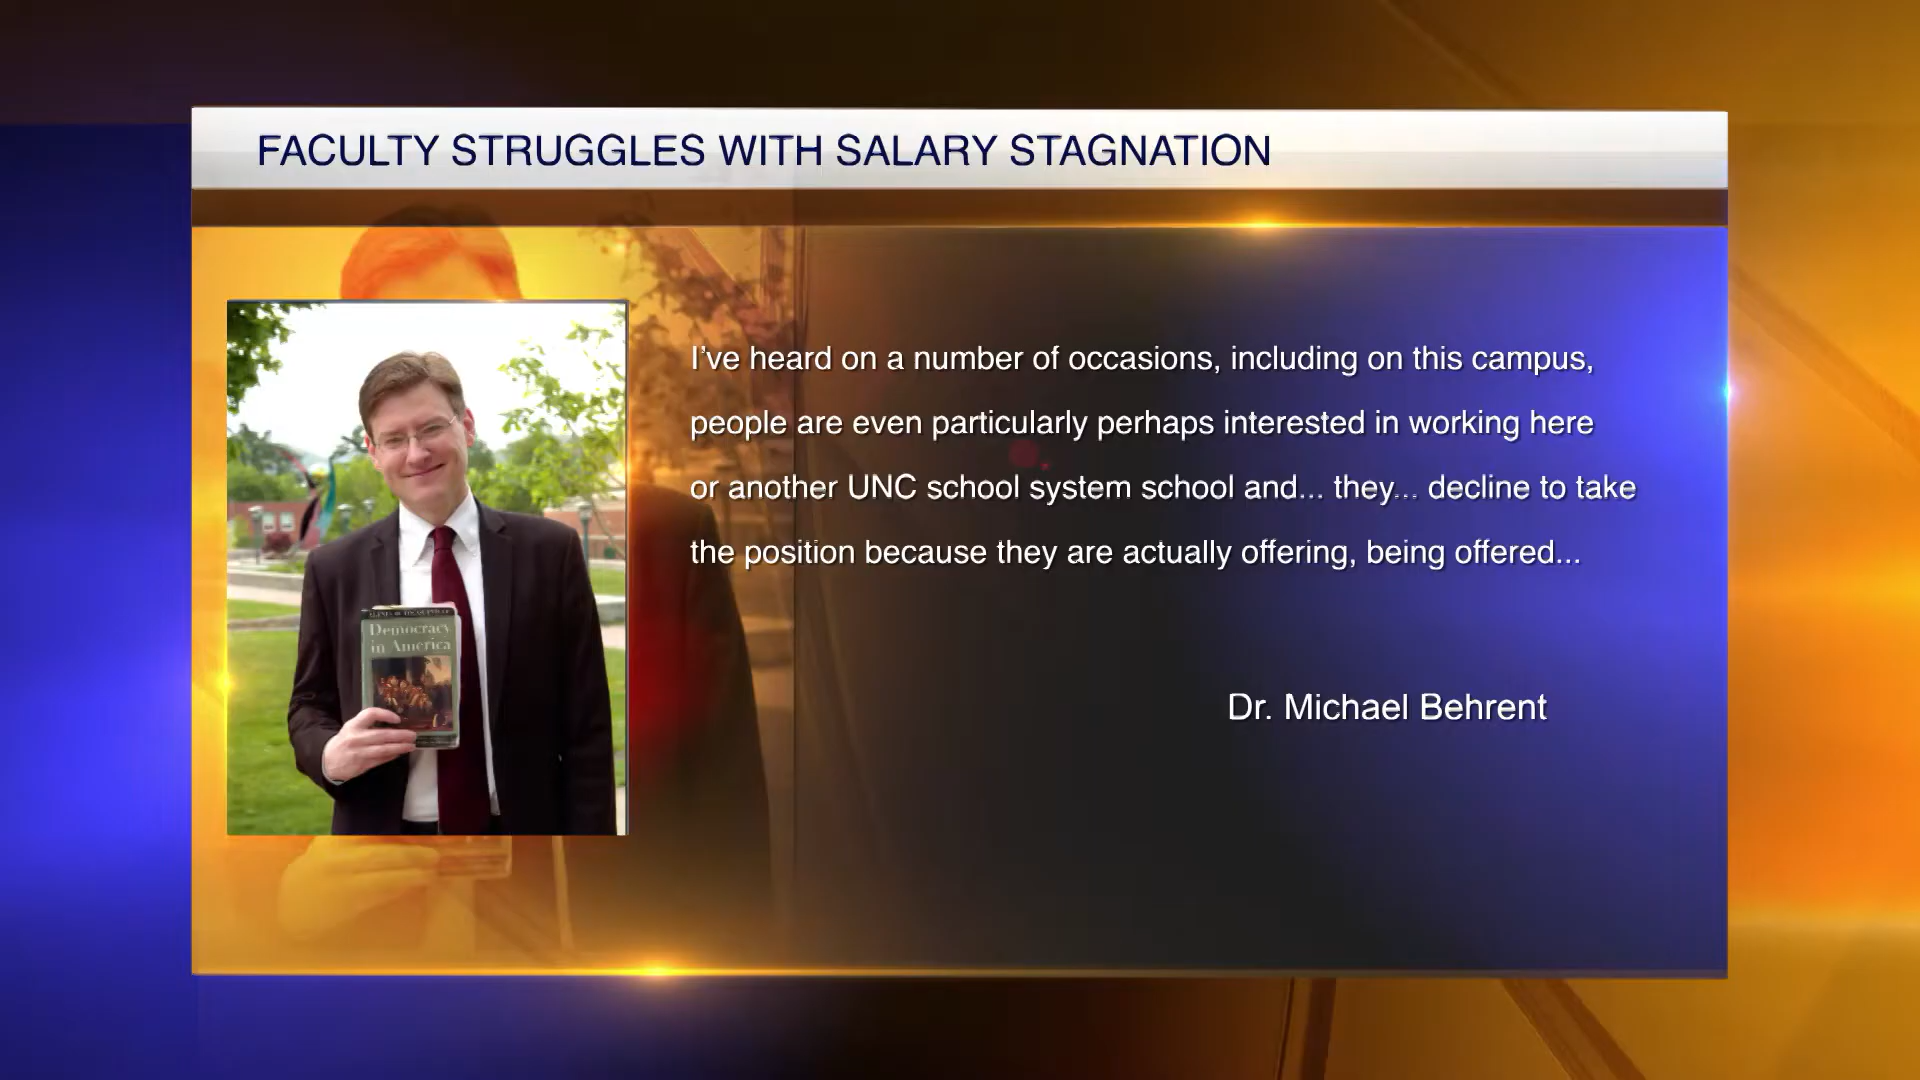 FACULTY STRUGGLES WITH SALARY STAGNATION
I've heard on a number of occasions, including on this campus,
people are even particularly perhaps interested in working here
or another UNC school system school and... they... decline to take
the position because they are actually offering, being offered...
Dr. Michael Behrent
Democracy
in America